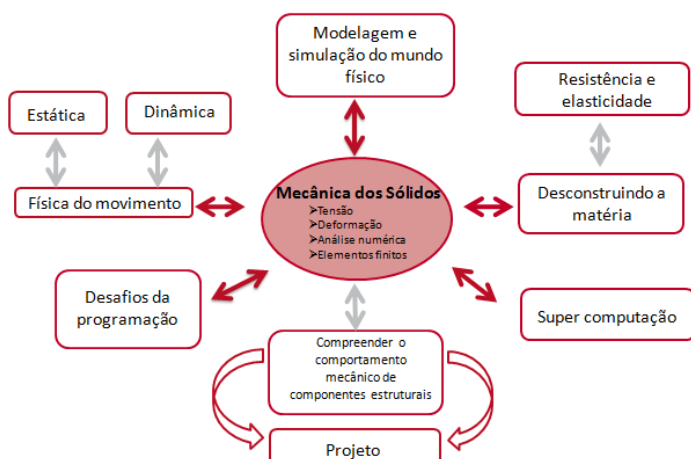 Modelagem e
simulação do mundo
físico
Estática
Dinâmica
Resistência e
elasticidade
Física do movimento
Mecânica dos Sólidos
➢Tensão
➢Deformação
➢Análise numérica
➢Elementos finitos
Desconstruindo a
matéria
Desafios da
programação
Super computação
Compreender o
comportamento
mecânico de
componentes estruturais
Projeto